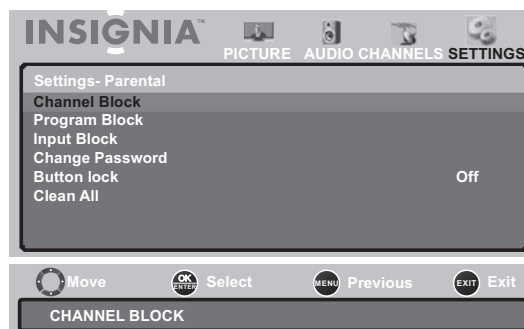 INSIGNIA™
PICTURE AUDIO CHANNELS SETTINGS
Settings- Parental
Channel Block
Program Block
Input Block
Change Password
Button lock Off
Clean All
Move OK ENTER Select MENU Previous EXIT Exit
CHANNEL BLOCK